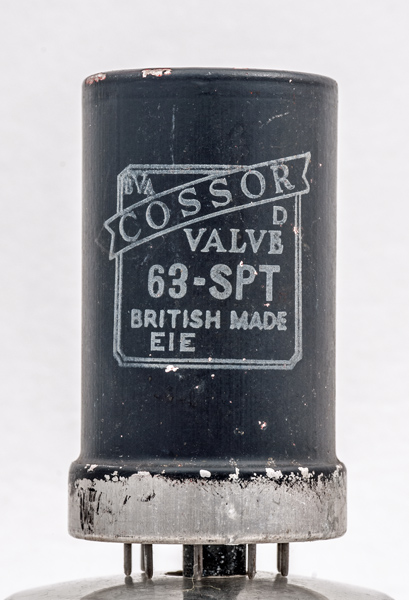 BVA
COSSOR
D
VALVE
63-SPT
BRITISH MADE
EIE